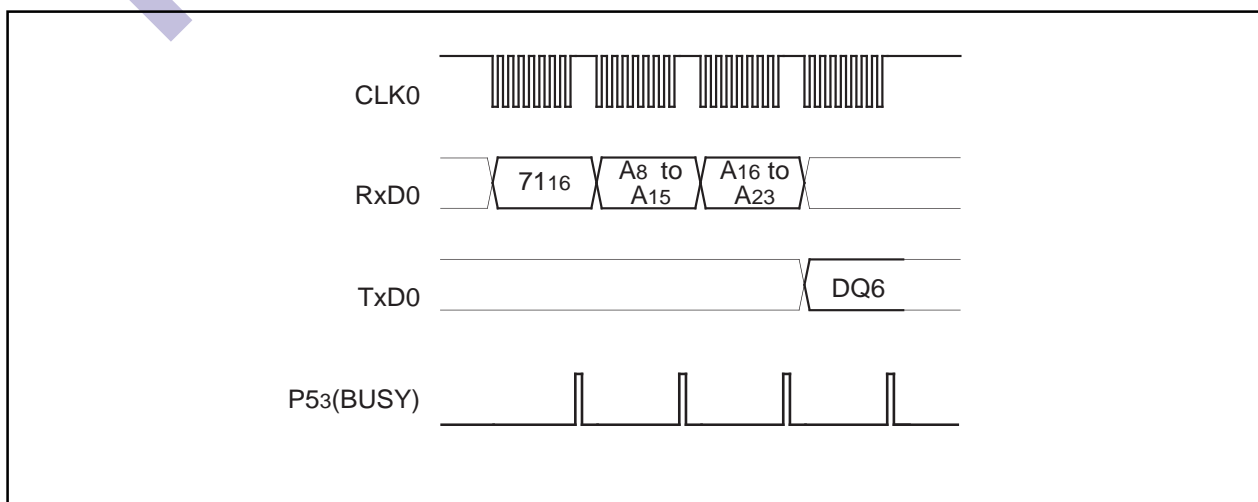 CLK0
RxD0
7116
A8 to
A15
A16 to
A23
TxD0
DQ6
P53(BUSY)